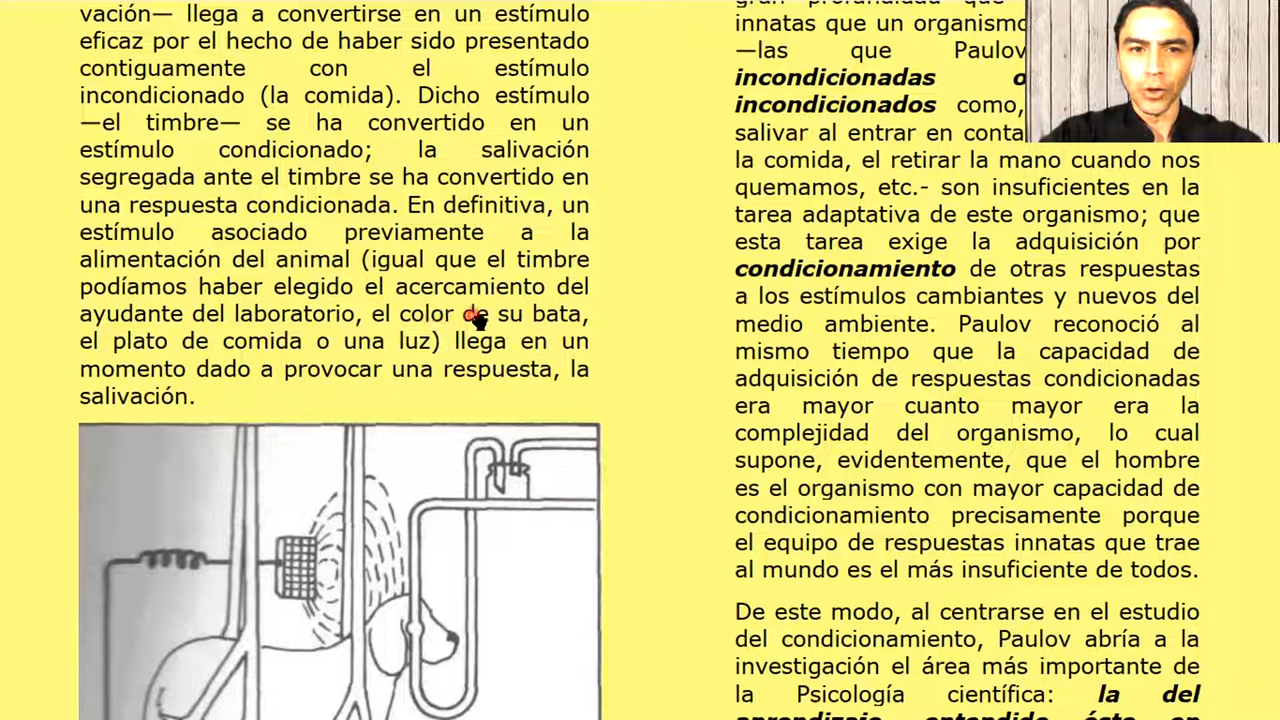 vación— llega a convertirse en un estímulo
eficaz por el hecho de haber sido presentado
contiguamente con el estímulo
incondicionado (la comida). Dicho estímulo
—el timbre— se ha convertido en un
estímulo condicionado; la salivación
segregada ante el timbre se ha convertido en
una respuesta condicionada. En definitiva, un
estímulo asociado previamente a la
alimentación del animal (igual que el timbre
podíamos haber elegido el acercamiento del
ayudante del laboratorio, el color de su bata,
el plato de comida o una luz) llega en un
momento dado a provocar una respuesta, la
salivación.
innatas que un organismo
—las que Paulov
incondicionadas o
incondicionados como,
salivar al entrar en conta
la comida, el retirar la mano cuando nos
quemamos, etc.- son insuficientes en la
tarea adaptativa de este organismo; que
esta tarea exige la adquisición por
condicionamiento de otras respuestas
a los estímulos cambiantes y nuevos del
medio ambiente. Paulov reconoció al
mismo tiempo que la capacidad de
adquisición de respuestas condicionadas
era mayor cuanto mayor era la
complejidad del organismo, lo cual
supone, evidentemente, que el hombre
es el organismo con mayor capacidad de
condicionamiento precisamente porque
el equipo de respuestas innatas que trae
al mundo es el más insuficiente de todos.
De este modo, al centrarse en el estudio
del condicionamiento, Paulov abría a la
investigación el área más importante de
la Psicología científica: la del